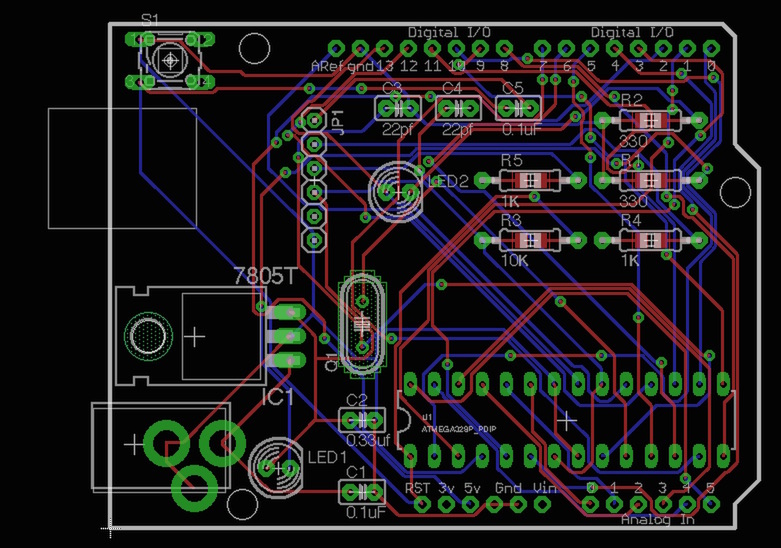 S1
Digital I/O Digital I/O
ARef gnd 13 12 11 10 9 8 7 6 5 4 3 2 1 0
C3 C4 C5 R2
JP1
22pf 22pf 0.1uF 330
R5 R1
LED2
1K 330
R3 R4
10K 1K
7805T
Q1
IC1
C2
U1
ATMEGA328P_PDIP
0.33uf
LED1
C1
RST 3v 5v Gnd Vin 0 1 2 3 4 5
0.1uF
Analog In